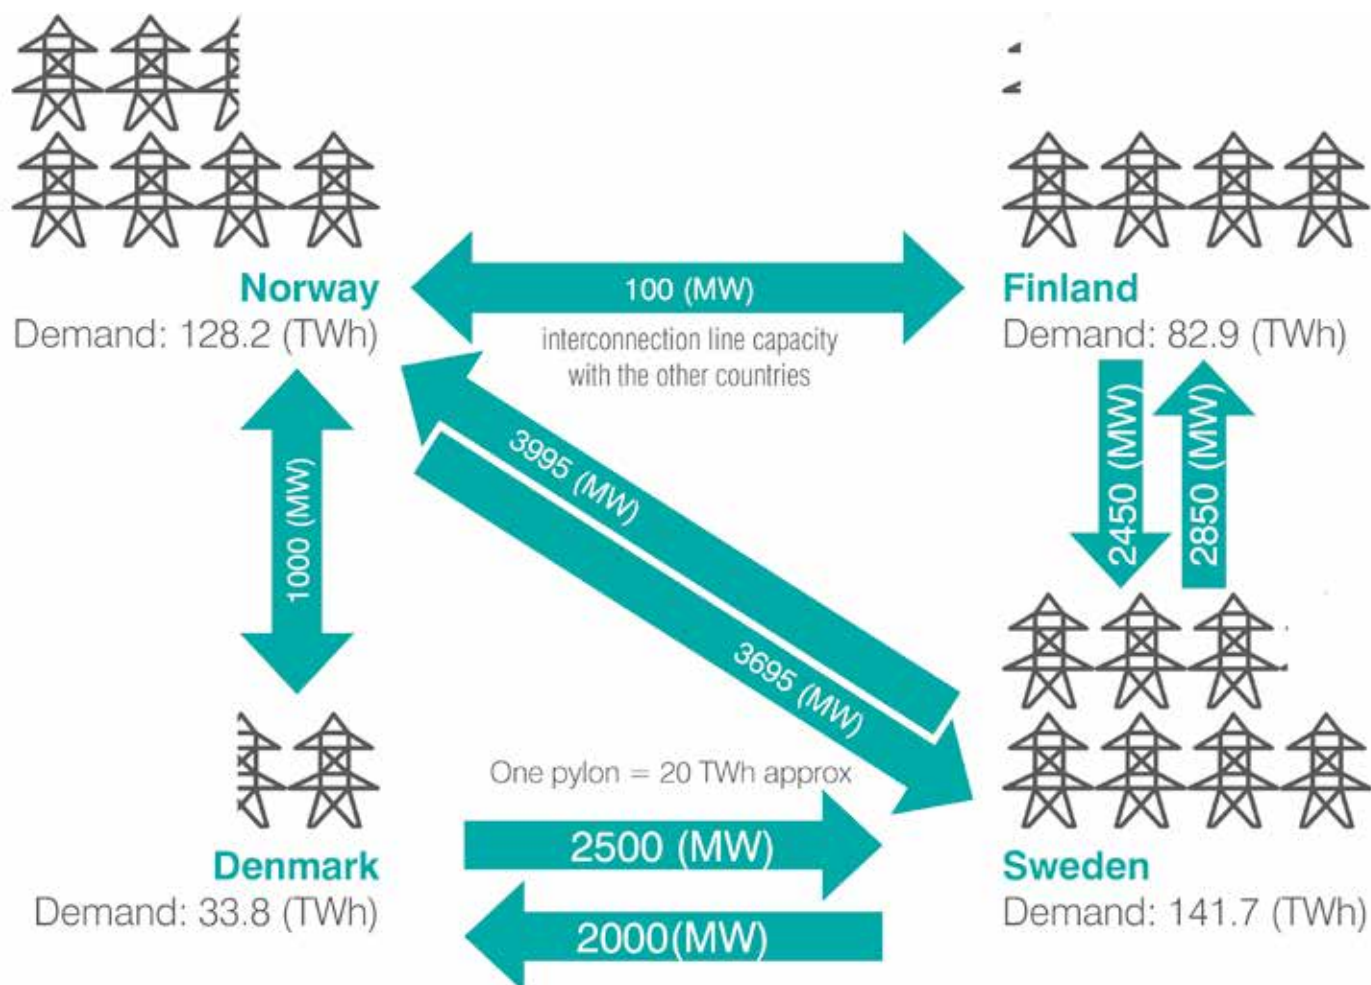 Norway
Demand: 128.2 (TWh)
100 (MW)
interconnection line capacity
with the other countries
Finland
Demand: 82.9 (TWh)
1000 (MW)
3995 (MW)
3695 (MW)
2450 (MW)
2850 (MW)
One pylon = 20 TWh approx
Denmark
Demand: 33.8 (TWh)
2500 (MW)
2000(MW)
Sweden
Demand: 141.7 (TWh)